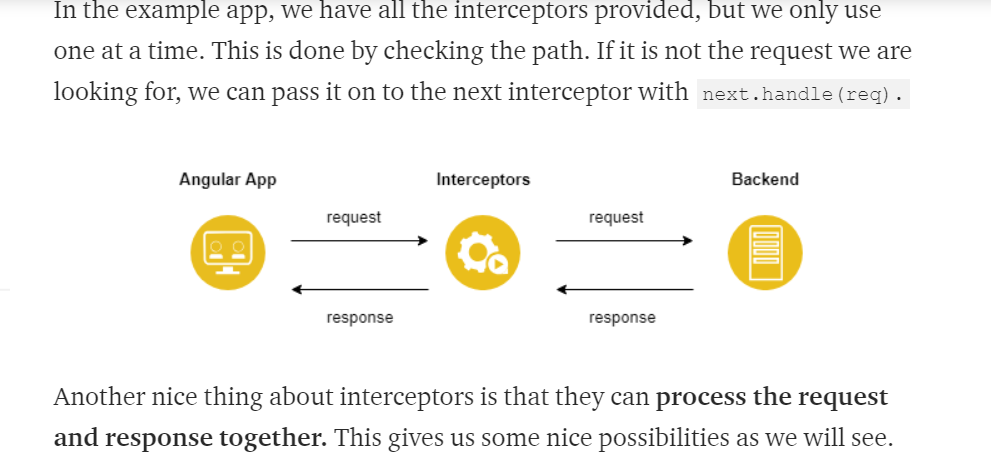 In the example app, we have all the interceptors provided, but we only use
one at a time. This is done by checking the path. If it is not the request we are
looking for, we can pass it on to the next interceptor with next.handle(req).
Angular App Interceptors Backend
request request
response response
Another nice thing about interceptors is that they can process the request
and response together. This gives us some nice possibilities as we will see.